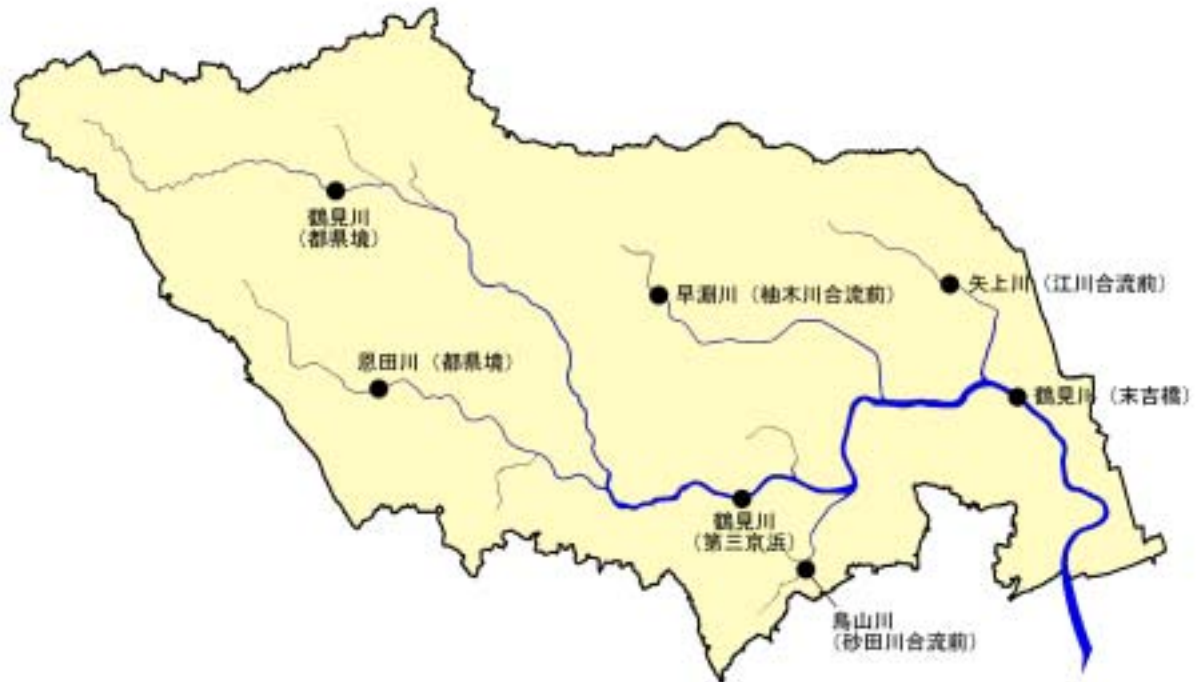 鶴見川
（都県境）
早淵川（柚木川合流前）
矢上川（江川合流前）
恩田川（都県境）
鶴見川（末吉橋）
鶴見川
（第三京浜）
鳥山川
（砂田川合流前）